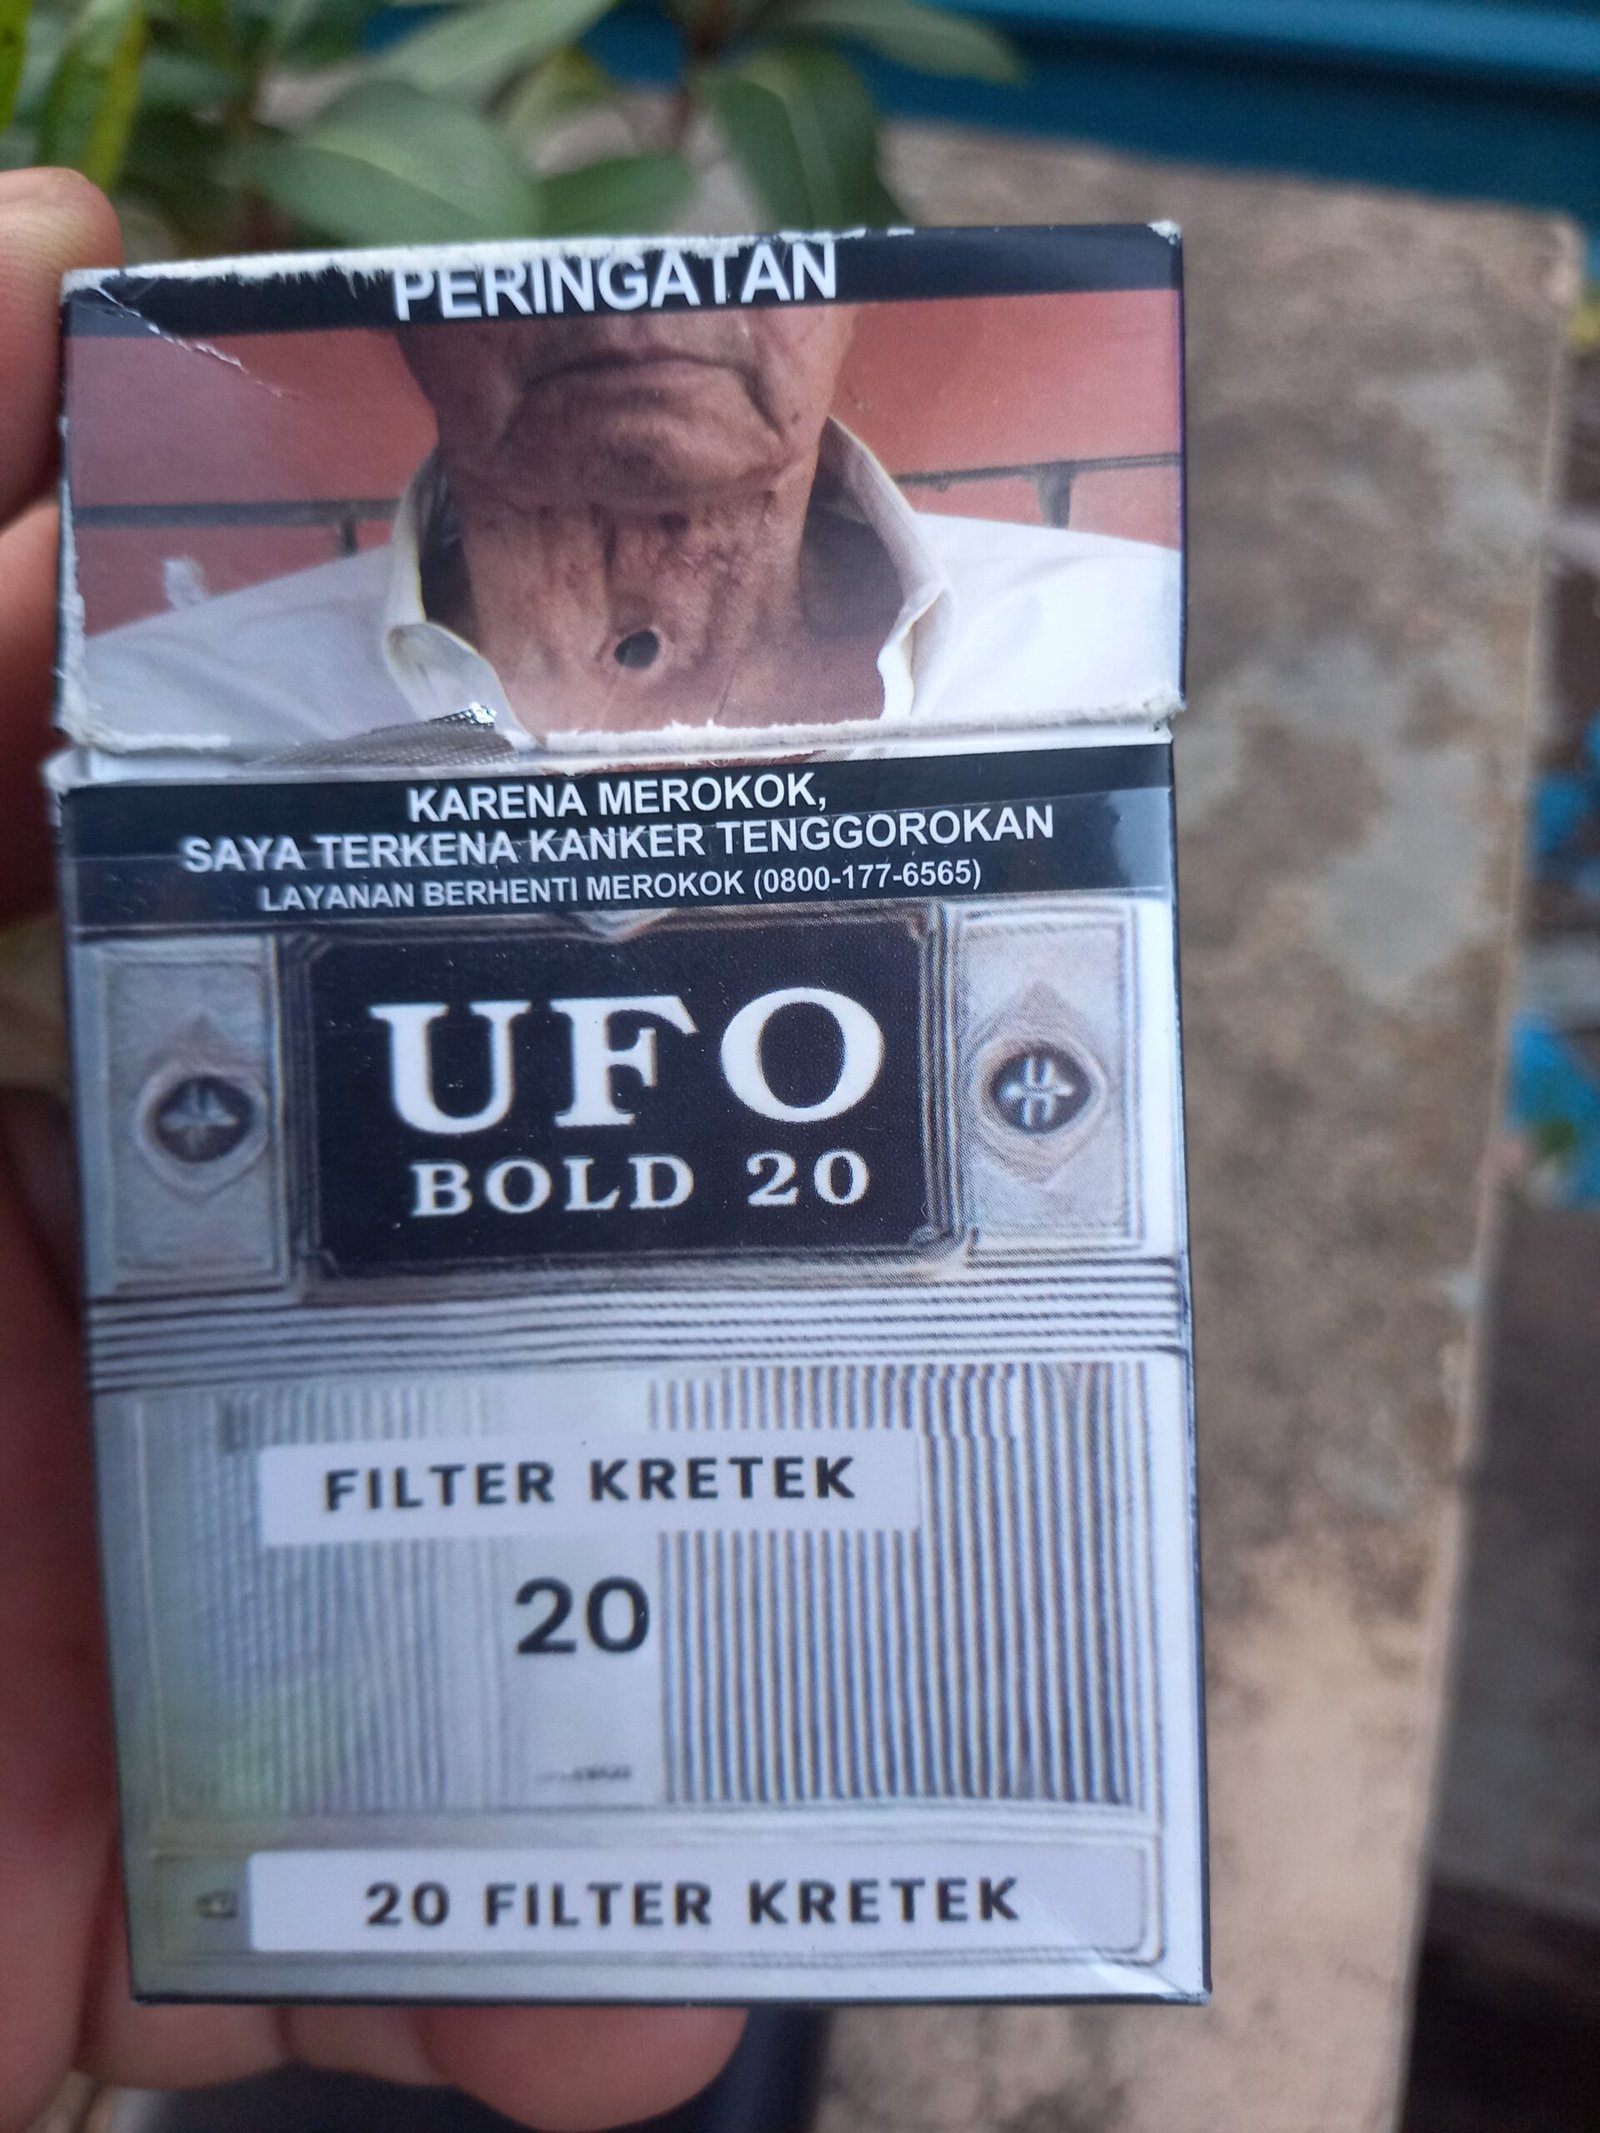 PERINGATAN
KARENA MEROKOK,
SAYA TERKENA KANKER TENGGOROKAN
LAYANAN BERHENTI MEROKOK (0800-177-6565)
UFO
BOLD 20
FILTER KRETEK
20
20 FILTER KRETEK